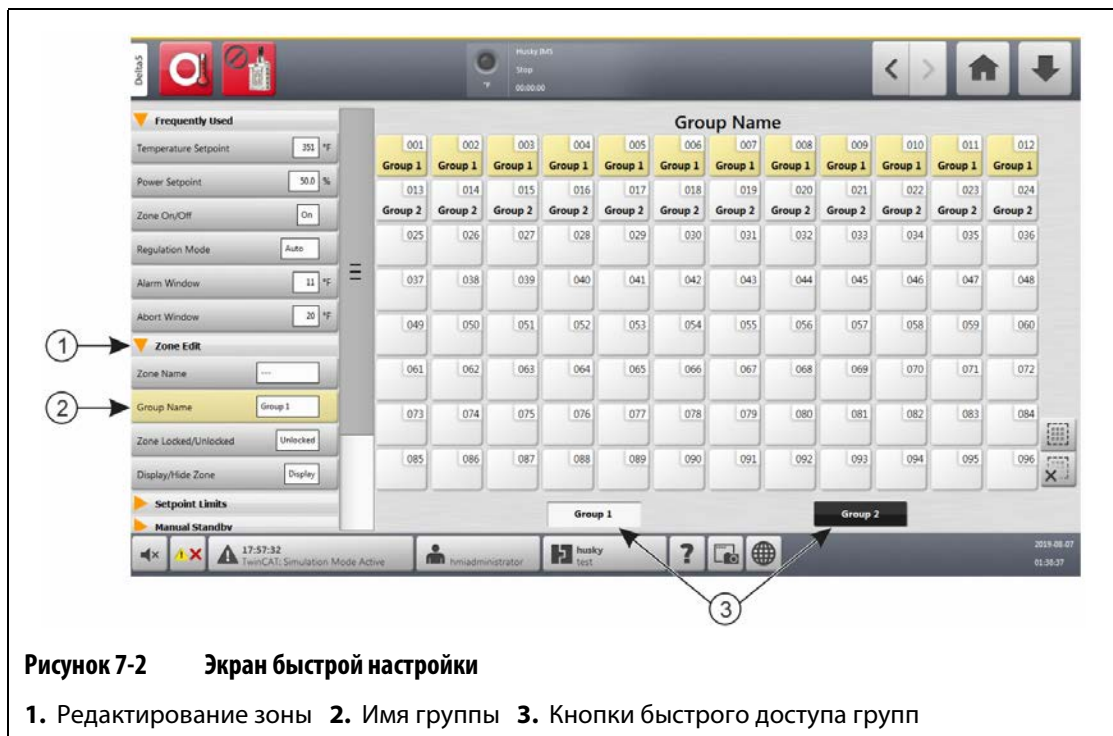 Delta5
Husky IMS
Stop
°F
00:00:00
Frequently Used
Temperature Setpoint 351 °F
Power Setpoint 50.0 %
Zone On/Off On
Regulation Mode Auto
Alarm Window 11 °F
Abort Window 20 °F
Zone Edit
Zone Name ---
Group Name Group 1
Zone Locked/Unlocked Unlocked
Display/Hide Zone Display
Setpoint Limits
Manual Standby
Group Name
001 002 003 004 005 006 007 008 009 010 011 012
Group 1 Group 1 Group 1 Group 1 Group 1 Group 1 Group 1 Group 1 Group 1 Group 1 Group 1 Group 1
013 014 015 016 017 018 019 020 021 022 023 024
Group 2 Group 2 Group 2 Group 2 Group 2 Group 2 Group 2 Group 2 Group 2 Group 2 Group 2 Group 2
025 026 027 028 029 030 031 032 033 034 035 036
037 038 039 040 041 042 043 044 045 046 047 048
049 050 051 052 053 054 055 056 057 058 059 060
061 062 063 064 065 066 067 068 069 070 071 072
073 074 075 076 077 078 079 080 081 082 083 084
085 086 087 088 089 090 091 092 093 094 095 096
Group 1 Group 2
17:57:32
TwinCAT: Simulation Mode Active
hmiadministrator
husky
test
?
2019-08-07
01:38:37
1
2
3
Рисунок 7-2 Экран быстрой настройки
1. Редактирование зоны 2. Имя группы 3. Кнопки быстрого доступа групп